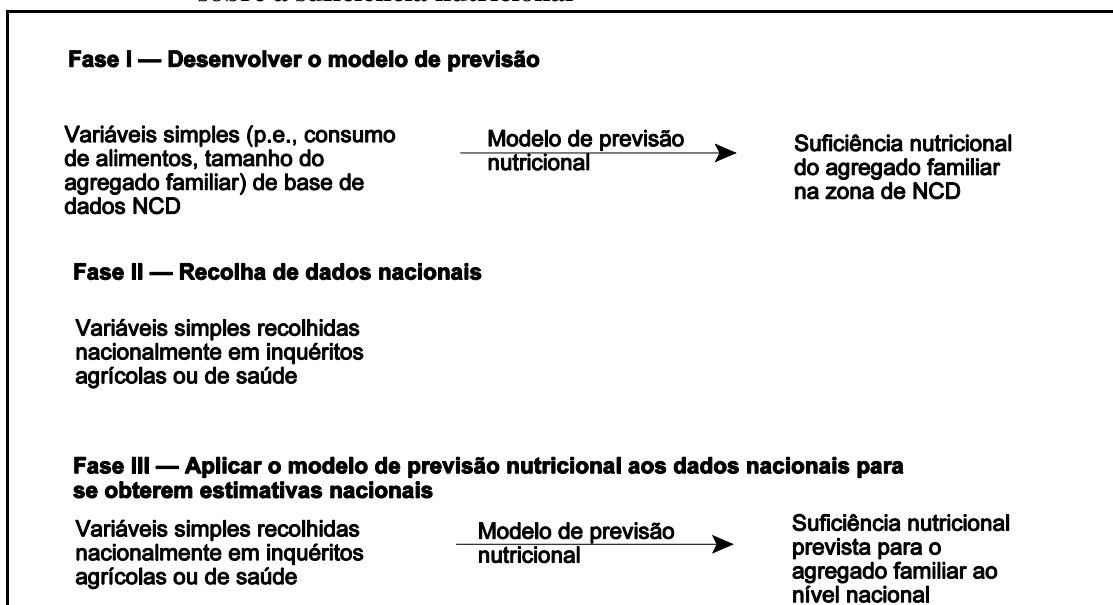 sobre a suficiência nutricional
Fase I — Desenvolver o modelo de previsão
Variáveis simples (p.e., consumo
de alimentos, tamanho do
agregado familiar) de base de
dados NCD
Modelo de previsão
nutricional
Suficiência nutricional
do agregado familiar
na zona de NCD
Fase II — Recolha de dados nacionais
Variáveis simples recolhidas
nacionalmente em inquéritos
agrícolas ou de saúde
Fase III — Aplicar o modelo de previsão nutricional aos dados nacionais para
se obterem estimativas nacionais
Variáveis simples recolhidas
nacionalmente em inquéritos
agrícolas ou de saúde
Modelo de previsão
nutricional
Suficiência nutricional
prevista para o
agregado familiar ao
nível nacional